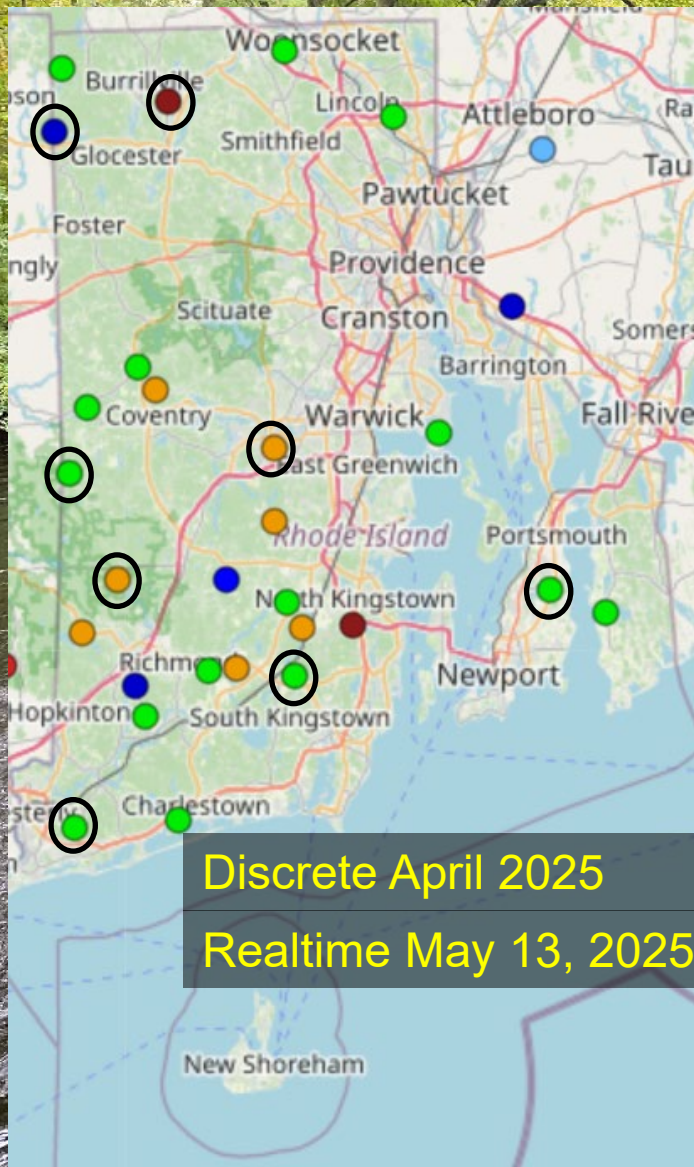 Woonsocket
Burrillville
Lincoln
Attleboro
Glocester
Smithfield
Pawtucket
Foster
Providence
Scituate
Cranston
Barrington
Coventry
Warwick
Fall Rive
East Greenwich
Rhode Island
Portsmouth
North Kingstown
Richmond
Newport
Hopkinton
South Kingstown
Charlestown
Discrete April 2025
Realtime May 13, 2025
New Shoreham